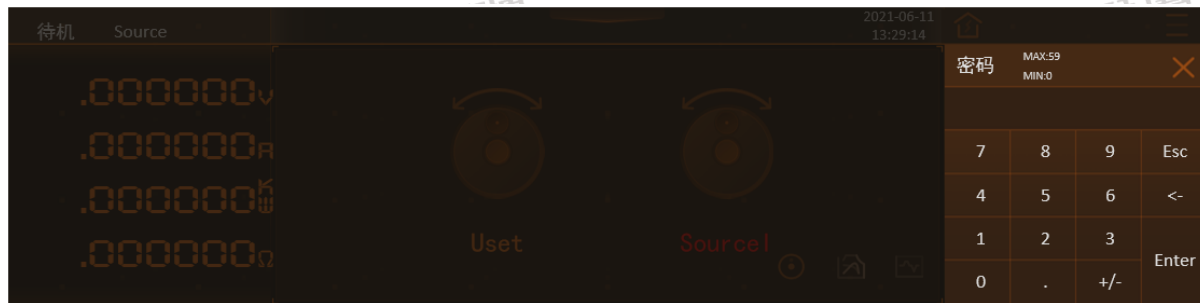 待机 Source
2021-06-11
13:29:14
密码 MAX:59
MIN:0
.000000V
.000000A
.000000KW
.000000Ω
Uset
SourceI
7 8 9 Esc
4 5 6 <-
1 2 3
Enter
0 . +/-